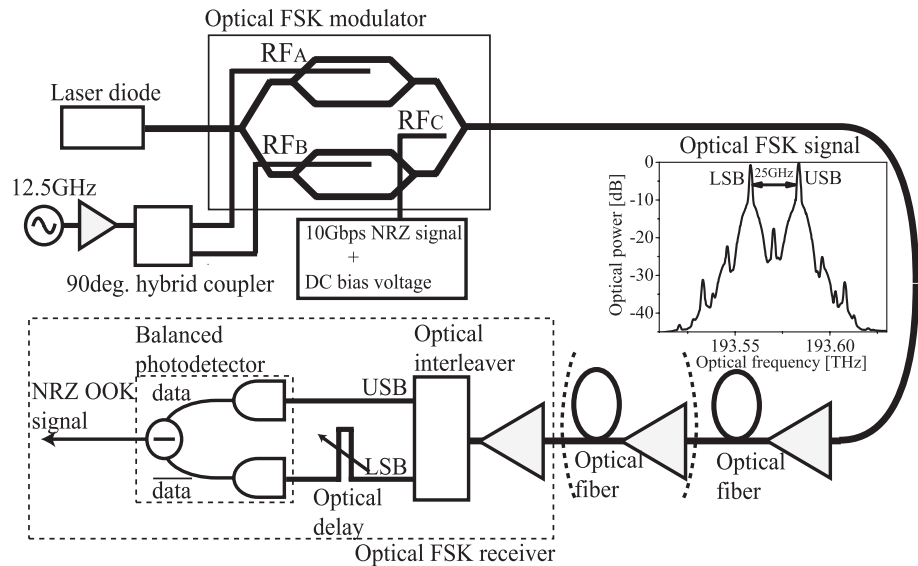 Optical FSK modulator
RFA
Laser diode
RFC
RFB
12.5GHz
10Gbps NRZ signal
+
DC bias voltage
90deg. hybrid coupler
Optical FSK signal
LSB
25GHz
USB
Optical power [dB]
0
-10
-20
-30
-40
193.55
193.60
Optical frequency [THz]
Balanced
photodetector
Optical
interleaver
NRZ OOK
signal
data
USB
LSB
data
Optical
delay
Optical
fiber
Optical
fiber
Optical FSK receiver